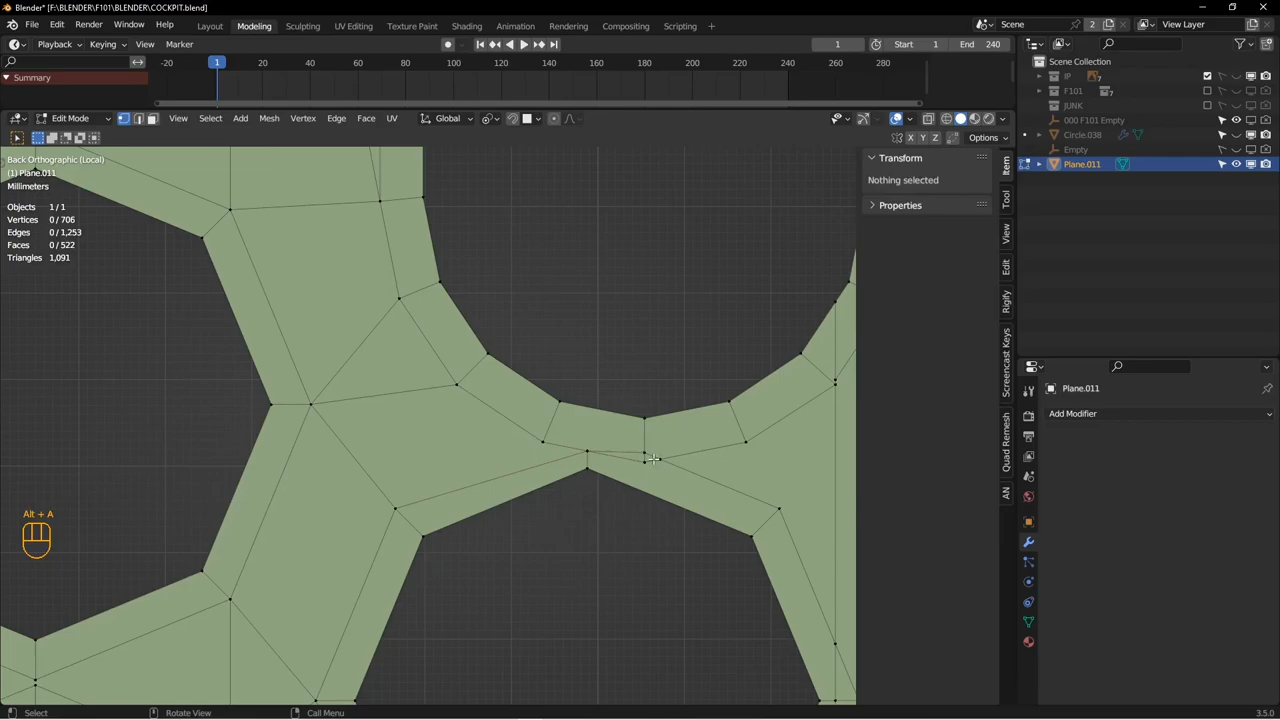 Blender* [F:\BLENDER\F101\BLENDER\COCKPIT.blend]
File Edit Render Window Help Layout Modeling Sculpting UV Editing Texture Paint Shading Animation Rendering Compositing Scripting Scene 2 View Layer
Playback Keying View Marker 1 Start 1 End 240
-20 1 20 40 60 80 100 120 140 160 180 200 220 240 260 280
Summary
Scene Collection
IP 7
F101 7
JUNK
000 F101 Empty
Circle.038
Empty
Plane.011
Edit Mode View Select Add Mesh Vertex Edge Face UV Global
X Y Z Options
Back Orthographic (Local)
(1) Plane.011
Millimeters
Objects 1/1
Vertices 0/706
Edges 0/1,253
Faces 0/522
Triangles 1,091
Transform
Nothing selected
Properties
Item
Tool
View
Edit
Rigify
Screencast Keys
Quad Remesh
AN
Plane.011
Add Modifier
Alt + A
Select Rotate View Call Menu 3.5.0